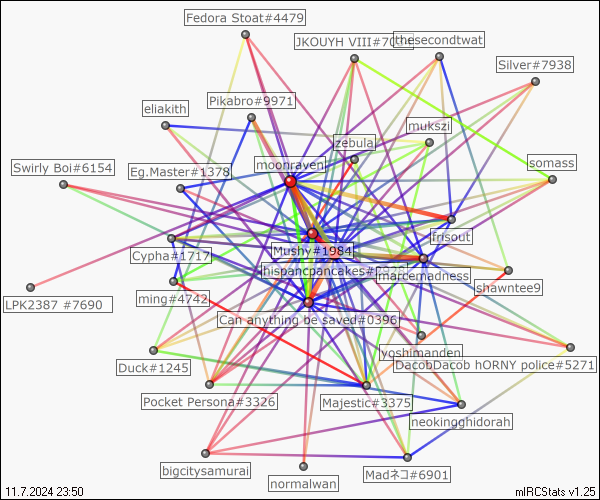 Fedora Stoat#4479
JKOUYH VIII#70
thesecondtwat
Silver#7938
Pikabro#9971
eliakith
mukszi
zebulaj
moonraven
somass
Swirly Boi#6154
Eg.Master#1378
frisout
Mushy#1984
Cypha#1717
hispancpancakes#
marcernadness
shawntee9
ming#4742
LPK2387 #7690
Can anything be saved#0396
yoshimanden
DacobDacob hORNY police#5271
Duck#1245
Pocket Persona#3326
Majestic#3375
neokingghidorah
bigcitysamurai
normalwan
Madネコ#6901
11.7.2024 23:50
mIRCStats v1.25